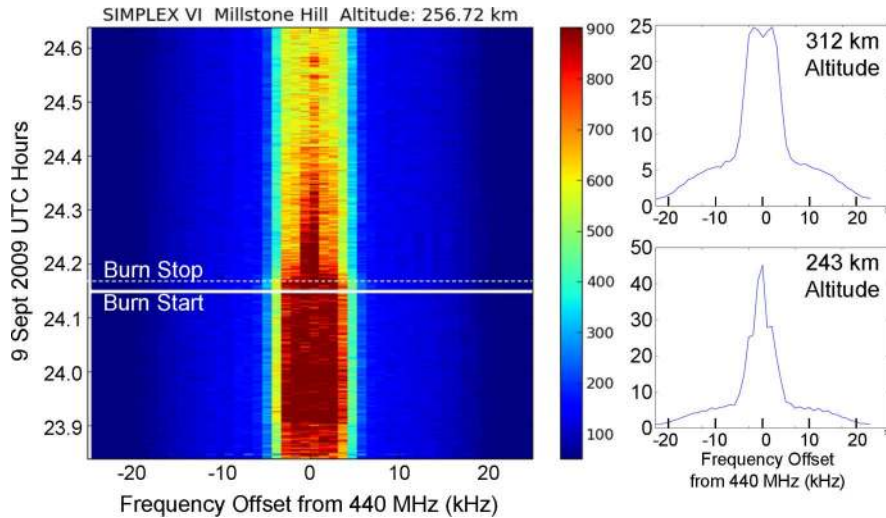 SIMPLEX VI Millstone Hill Altitude: 256.72 km
9 Sept 2009 UTC Hours
24.6
24.5
24.4
24.3
24.2
24.1
24.0
23.9
Burn Stop
Burn Start
-20 -10 0 10 20
Frequency Offset from 440 MHz (kHz)
900
800
700
600
500
400
300
200
100
25
20
15
10
5
0
312 km
Altitude
-20 -10 0 10 20
50
40
30
20
10
0
243 km
Altitude
-20 -10 0 10 20
Frequency Offset
from 440 MHz (kHz)